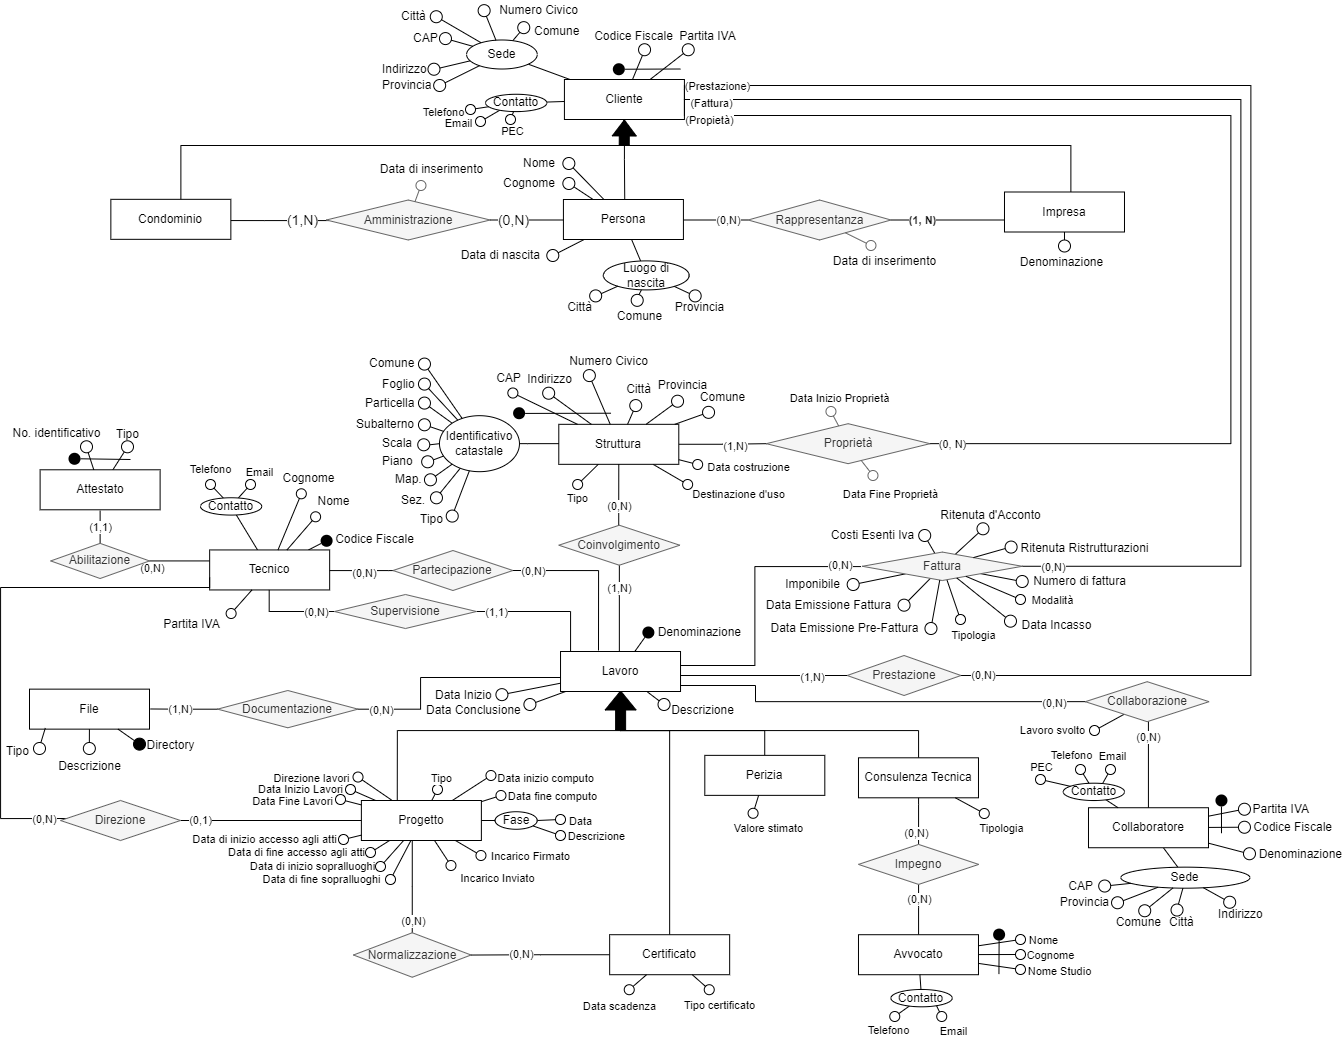 Città
Numero Civico
Comune
CAP
Sede
Indirizzo
Provincia
Codice Fiscale
Partita IVA
Cliente
(Prestazione)
(Fattura)
(Propietà)
Contatto
Telefono
Email
PEC
Condominio
(1,N)
Amministrazione
Data di inserimento
(0,N)
Nome
Cognome
Persona
Data di nascita
Luogo di
nascita
Città
Comune
Provincia
(0,N)
Rappresentanza
(1, N)
Data di inserimento
Impresa
Denominazione
Comune
Foglio
Particella
Subalterno
Scala
Piano
Map.
Sez.
Tipo
Identificativo
catastale
CAP
Indirizzo
Numero Civico
Città
Provincia
Comune
Struttura
Data costruzione
Destinazione d'uso
Tipo
(1,N)
Proprietà
(0, N)
Data Inizio Proprietà
Data Fine Proprietà
(0,N)
Coinvolgimento
(1,N)
No. identificativo
Tipo
Attestato
(1,1)
Abilitazione
(0,N)
Telefono
Email
Contatto
Cognome
Nome
Codice Fiscale
Tecnico
Partita IVA
(0,N)
Partecipazione
(0,N)
(0,N)
Supervisione
(1,1)
Costi Esenti Iva
Ritenuta d'Acconto
Ritenuta Ristrutturazioni
(0,N)
Fattura
(0,N)
Imponibile
Numero di fattura
Data Emissione Fattura
Modalità
Data Emissione Pre-Fattura
Tipologia
Data Incasso
Denominazione
Lavoro
Data Inizio
Data Conclusione
Descrizione
(1,N)
Prestazione
(0,N)
(0,N)
Collaborazione
Lavoro svolto
(0,N)
File
(1,N)
Documentazione
(0,N)
Tipo
Descrizione
Directory
(0,N)
Direzione
(0,1)
Direzione lavori
Data Inizio Lavori
Data Fine Lavori
Tipo
Data inizio computo
Data fine computo
Progetto
Fase
Data
Descrizione
Data di inizio accesso agli atti
Data di fine accesso agli atti
Data di inizio sopralluoghi
Data di fine sopralluoghi
Incarico Firmato
Incarico Inviato
(0,N)
Normalizzazione
(0,N)
Certificato
Data scadenza
Tipo certificato
Perizia
Valore stimato
Consulenza Tecnica
Tipologia
(0,N)
Impegno
(0,N)
Avvocato
Nome
Cognome
Nome Studio
Contatto
Telefono
Email
PEC
Telefono
Email
Contatto
Collaboratore
Partita IVA
Codice Fiscale
Denominazione
Sede
CAP
Provincia
Comune
Città
Indirizzo